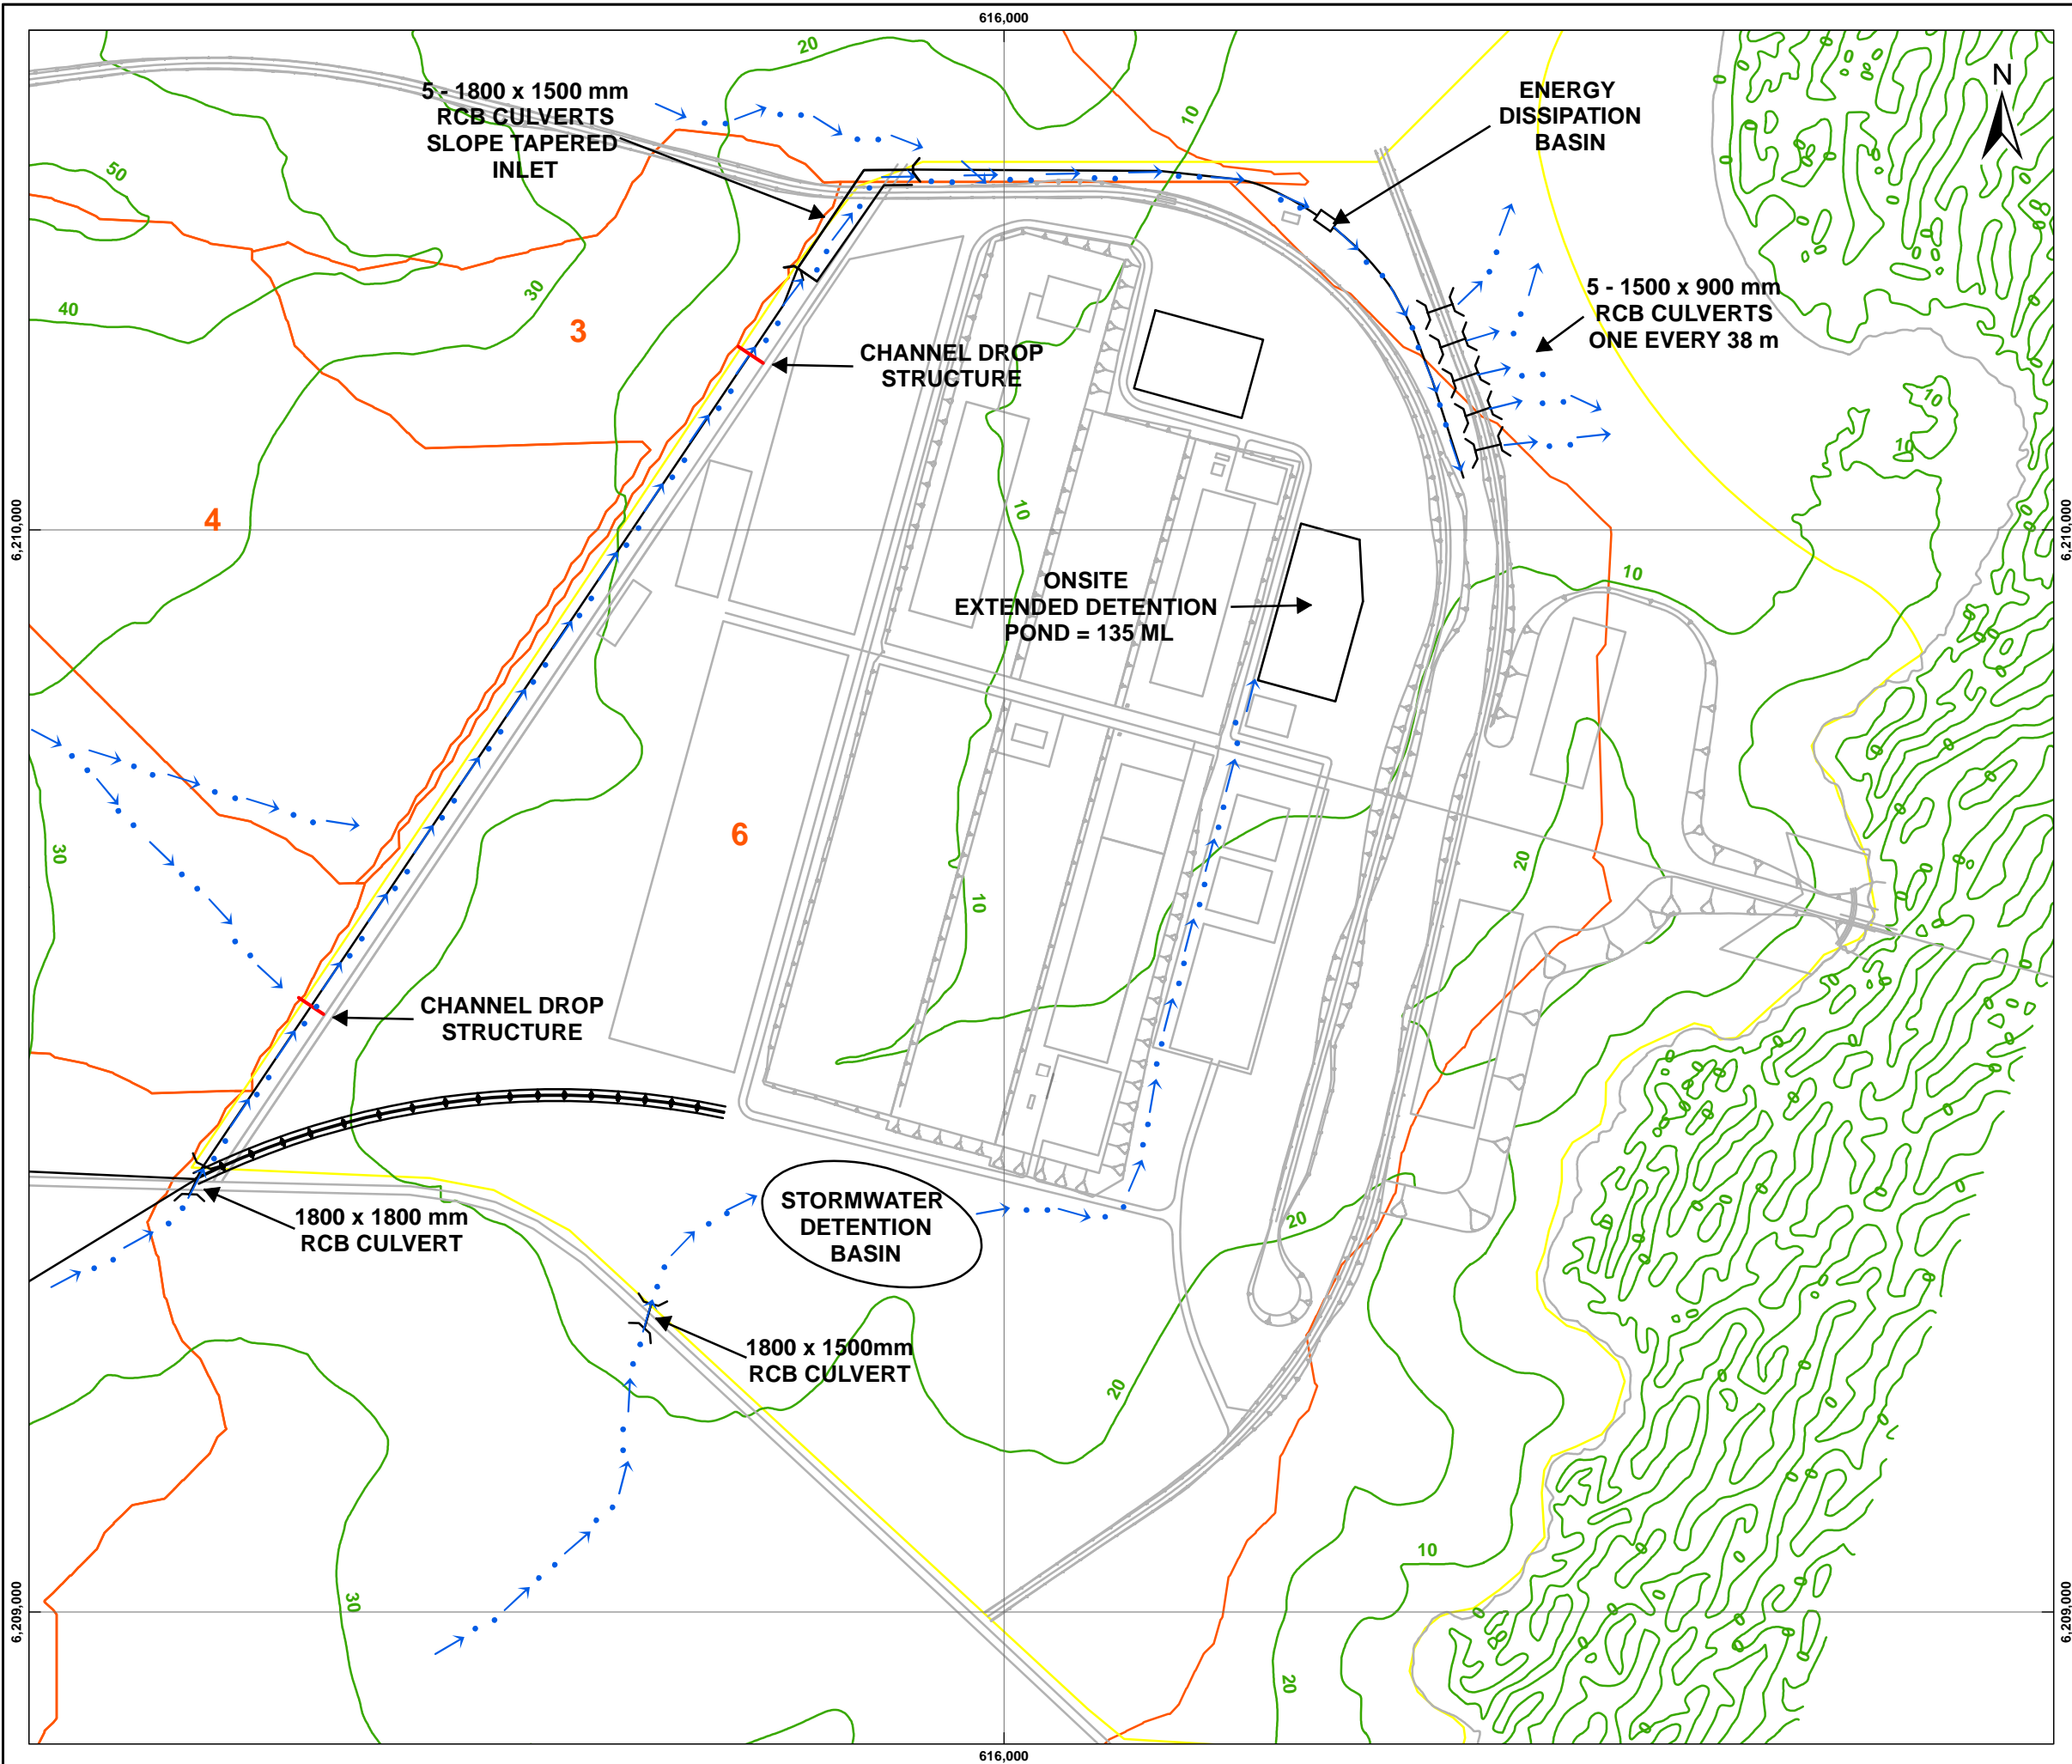 616,000
20
5 - 1800 x 1500 mm
RCB CULVERTS
SLOPE TAPERED
INLET
10
ENERGY
DISSIPATION
BASIN
N
0
50
40
30
3
5 - 1500 x 900 mm
RCB CULVERTS
ONE EVERY 38 m
CHANNEL DROP
STRUCTURE
10
10
4
6,210,000
6,210,000
10
ONSITE
EXTENDED DETENTION
POND = 135 ML
10
30
6
20
10
CHANNEL DROP
STRUCTURE
1800 x 1800 mm
RCB CULVERT
STORMWATER
DETENTION
BASIN
20
1800 x 1500mm
RCB CULVERT
20
10
30
6,209,000
6,209,000
20
616,000